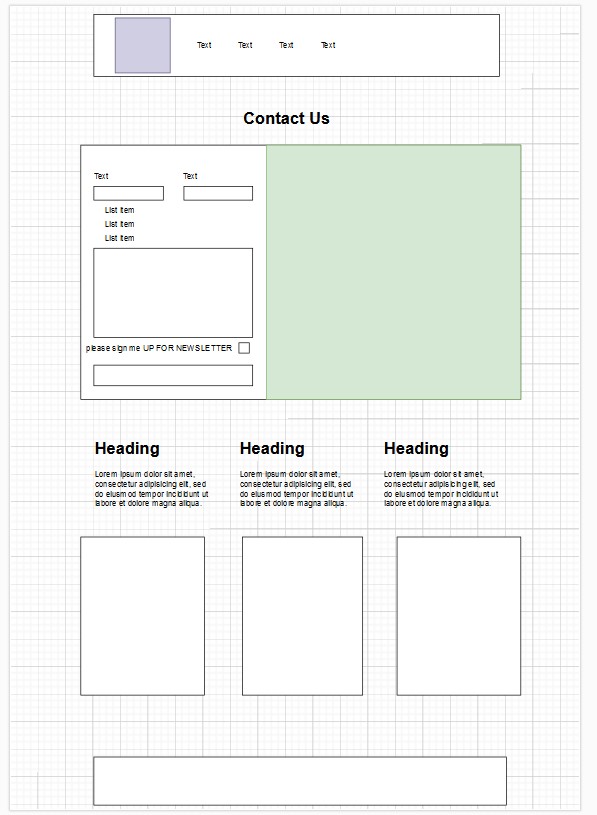 Text Text Text Text
Contact Us
Text Text
List item
List item
List item
please sign me UP FOR NEWSLETTER
Heading Heading Heading
Lorem ipsum dolor sit amet,
consectetur adipisicing elit, sed
do eiusmod tempor incididunt ut
labore et dolore magna aliqua.
Lorem ipsum dolor sit amet,
consectetur adipisicing elit, sed
do eiusmod tempor incididunt ut
labore et dolore magna aliqua.
Lorem ipsum dolor sit amet,
consectetur adipisicing elit, sed
do eiusmod tempor incididunt ut
labore et dolore magna aliqua.